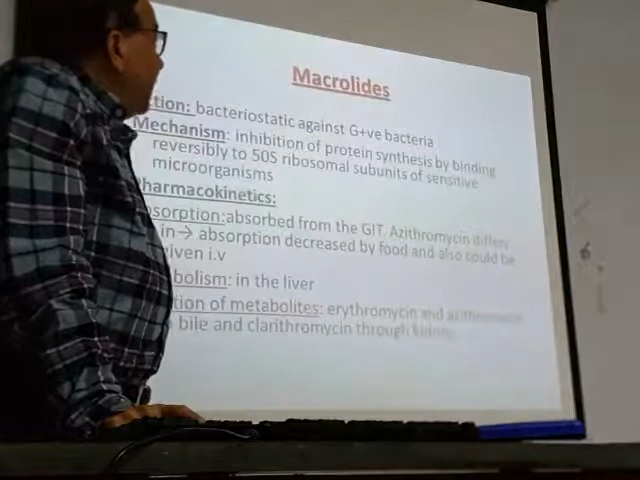 Macrolides
tion: bacteriostatic against G+ve bacteria
Mechanism: inhibition of protein synthesis by binding
reversibly to 50S ribosomal subunits of sensitive
microorganisms
harmacokinetics:
sorption:absorbed from the GIT. Azithromycin differs
in→ absorption decreased by food and also could be
iven i.v
bolism: in the liver
tion of metabolites: erythromycin and azithromycin
bile and clarithromycin through